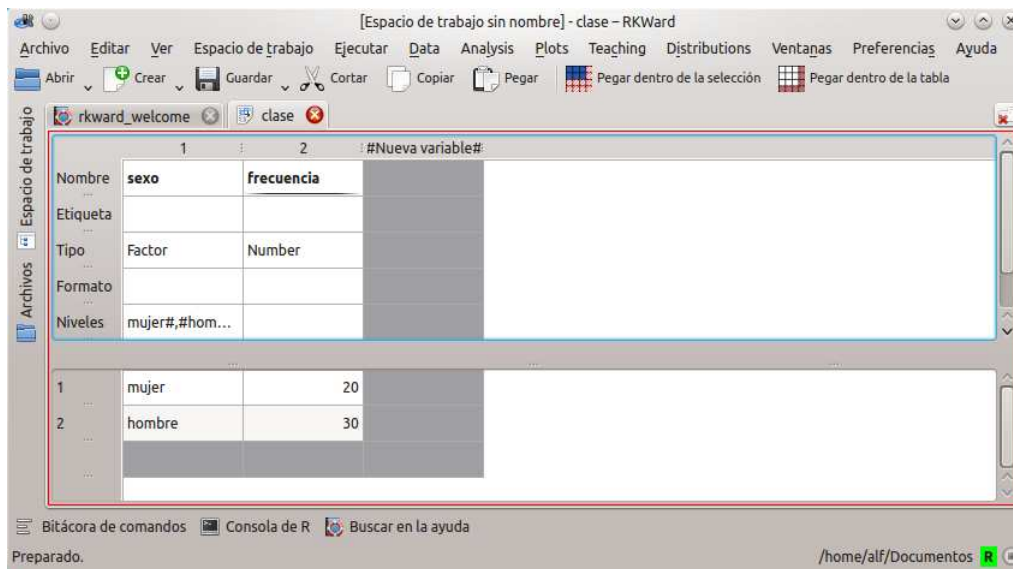 [Espacio de trabajo sin nombre] - clase – RKWard
Archivo Editar Ver Espacio de trabajo Ejecutar Data Analysis Plots Teaching Distributions Ventanas Preferencias Ayuda
Abrir Crear Guardar Cortar Copiar Pegar Pegar dentro de la selección Pegar dentro de la tabla
Espacio de trabajo
Archivos
rkward_welcome clase
1 2 #Nueva variable#
Nombre sexo frecuencia
Etiqueta
Tipo Factor Number
Formato
Niveles mujer#,#hom...
1 mujer 20
2 hombre 30
Bitácora de comandos Consola de R Buscar en la ayuda
Preparado. /home/alf/Documentos R